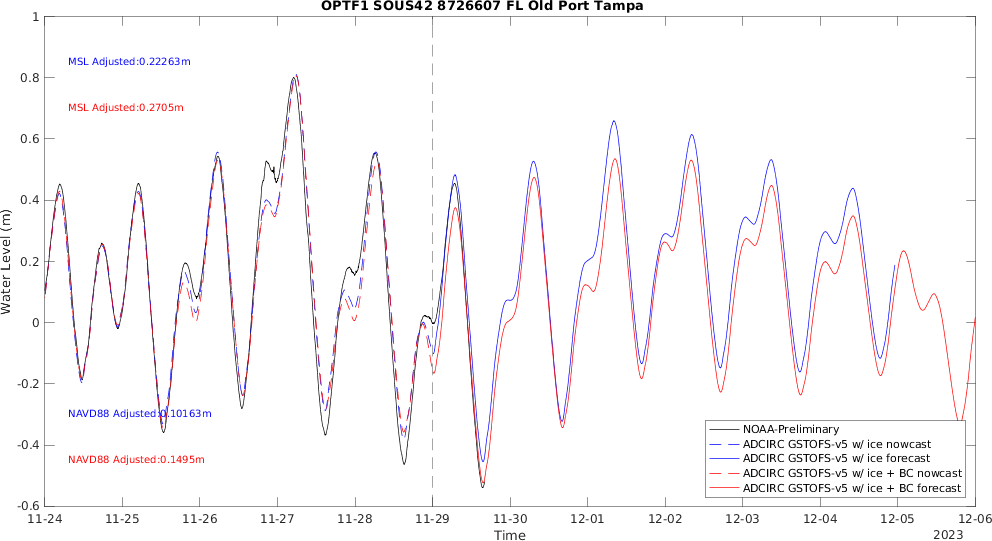 OPTF1 SOUS42 8726607 FL Old Port Tampa
Water Level (m)
1
0.8
0.6
0.4
0.2
0
-0.2
-0.4
-0.6
MSL Adjusted:0.22263m
MSL Adjusted:0.2705m
NAVD88 Adjusted:0.10163m
NAVD88 Adjusted:0.1495m
NOAA-Preliminary
ADCIRC GSTOFS-v5 w/ ice nowcast
ADCIRC GSTOFS-v5 w/ ice forecast
ADCIRC GSTOFS-v5 w/ ice + BC nowcast
ADCIRC GSTOFS-v5 w/ ice + BC forecast
11-24 11-25 11-26 11-27 11-28 11-29 11-30 12-01 12-02 12-03 12-04 12-05 12-06
Time
2023